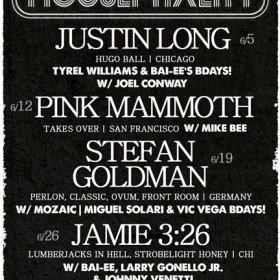 JUSTIN LONG 6/5
HUGO BALL | CHICAGO
TYREL WILLIAMS & BAI-EE'S BDAYS!
W/ JOEL CONWAY
6/12 PINK MAMMOTH
TAKES OVER | SAN FRANCISCO W/ MIKE BEE
STEFAN 6/19
GOLDMAN
PERLON, CLASSIC, OVUM, FRONT ROOM | GERMANY
W/ MOZAIC | MIGUEL SOLARI & VIC VEGA BDAYS!
6/26 JAMIE 3:26
LUMBERJACKS IN HELL, STROBELIGHT HONEY | CHI
W/ BAI-EE, LARRY GONELLO JR.
& JOHNNY VENETTI